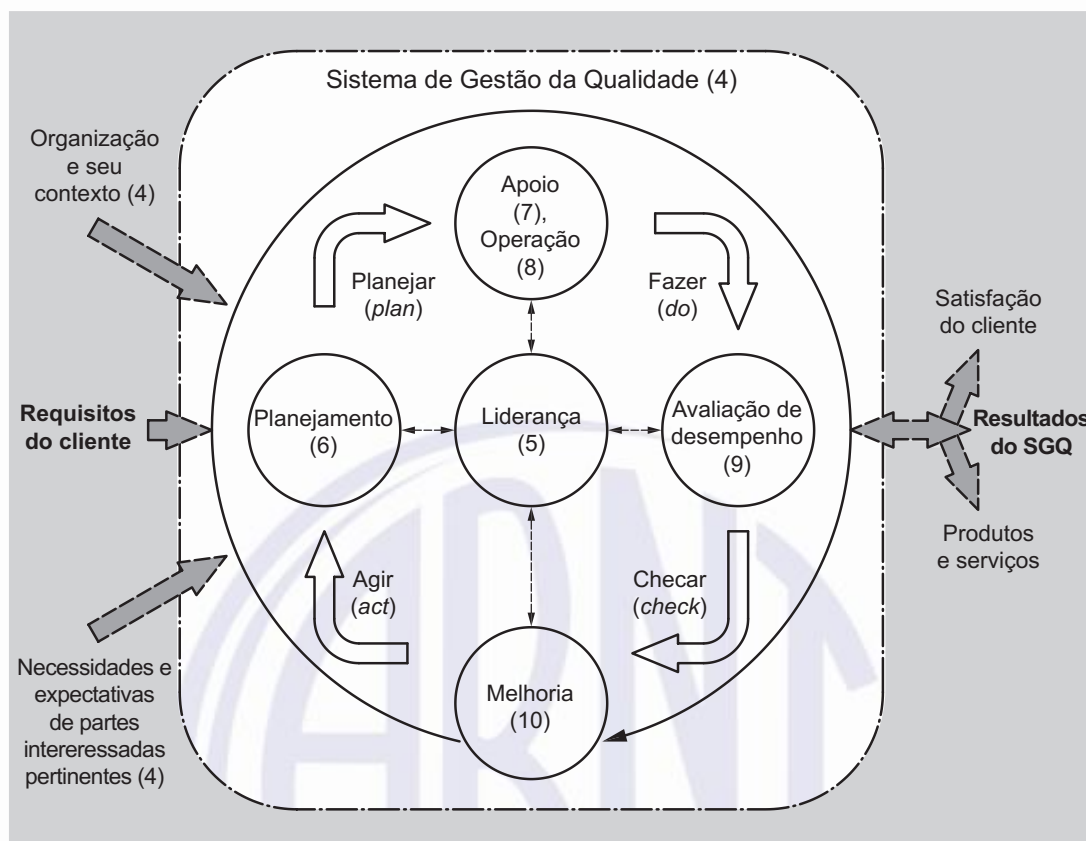 Sistema de Gestão da Qualidade (4)
Organização
e seu
contexto (4)
Apoio
(7),
Operação
(8)
Planejar
(plan)
Fazer
(do)
Satisfação
do cliente
Requisitos
do cliente
Planejamento
(6)
Liderança
(5)
Avaliação de
desempenho
(9)
Resultados
do SGQ
Produtos
e serviços
Agir
(act)
Checar
(check)
Necessidades e
expectativas
de partes
intereressadas
pertinentes (4)
Melhoria
(10)
ABNT